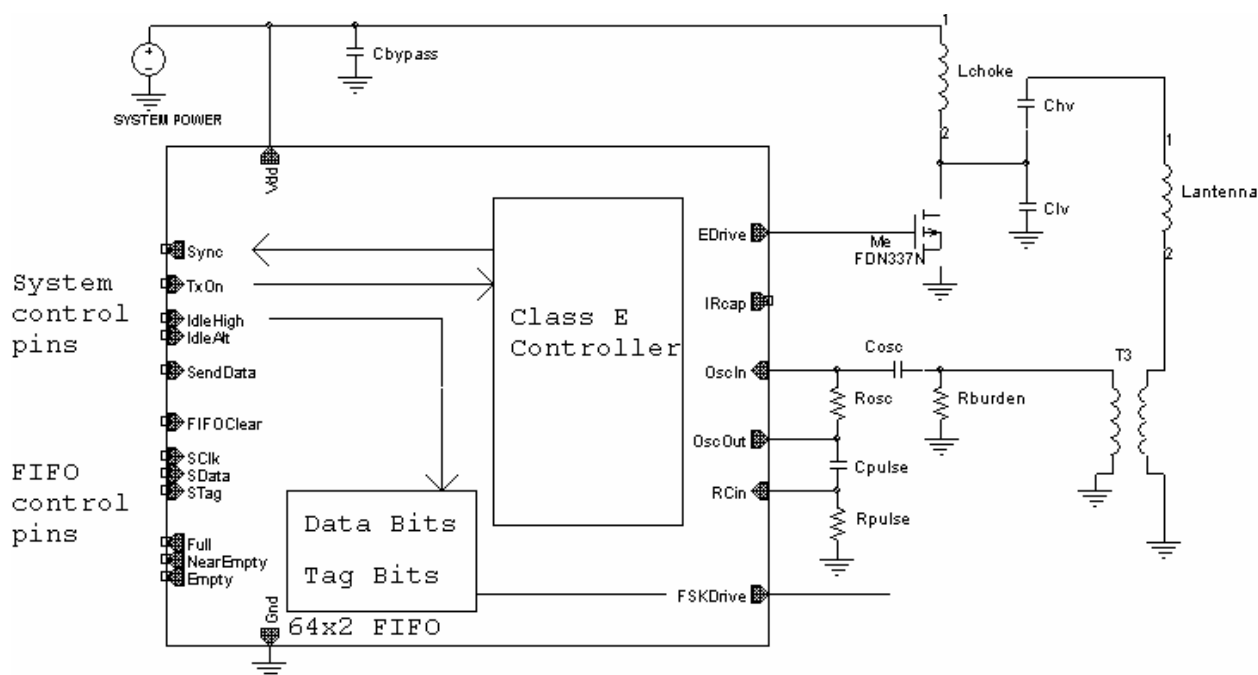 1
Cbypass
Lchoke
+
-
Chv
SYSTEM POWER
2
1
Vdd
Lantenna
Clv
EDrive
Me
FDN337N
Sync
2
System
control
pins
TxOn
IRcap
IdleHigh
IdleAlt
Class E
Controller
Cosc
T3
SendData
OscIn
Rosc
Rburden
FIFOClear
OscOut
FIFO
control
pins
SClk
SData
STag
Cpulse
RCin
Rpulse
Data Bits
Tag Bits
Full
NearEmpty
Empty
FSKDrive
Gnd
64x2 FIFO